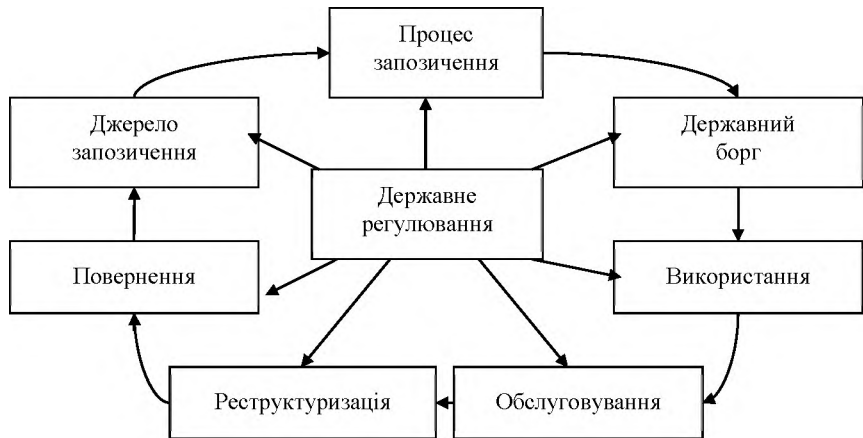 Процес
запозичення
Джерело
запозичення
Державний
борг
Державне
регулювання
Повернення
Використання
Реструктуризація
Обслуговування